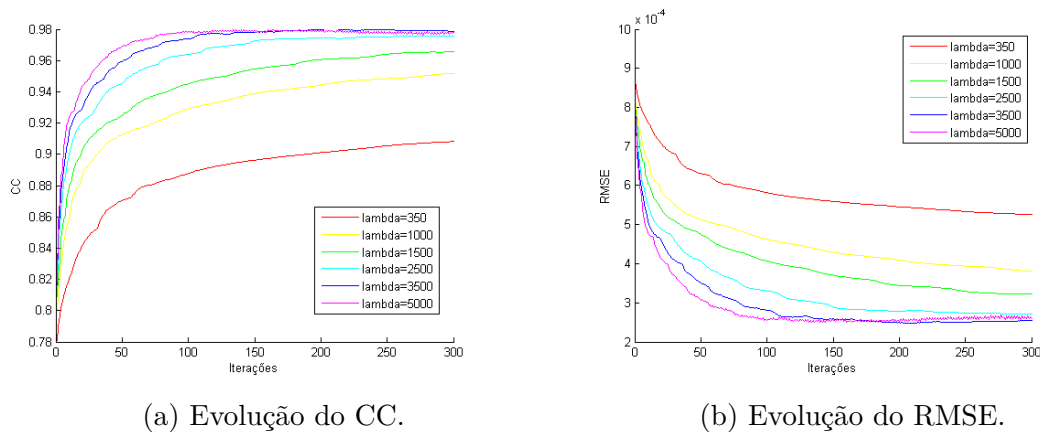 0.98
0.96
0.94
0.92
0.9
0.88
0.86
0.84
0.82
0.8
0.78
CC
0 50 100 150 200 250 300
Iterações
lambda=350
lambda=1000
lambda=1500
lambda=2500
lambda=3500
lambda=5000
(a) Evolução do CC.
x 10^-4
10
9
8
7
6
5
4
3
2
RMSE
0 50 100 150 200 250 300
Iterações
lambda=350
lambda=1000
lambda=1500
lambda=2500
lambda=3500
lambda=5000
(b) Evolução do RMSE.